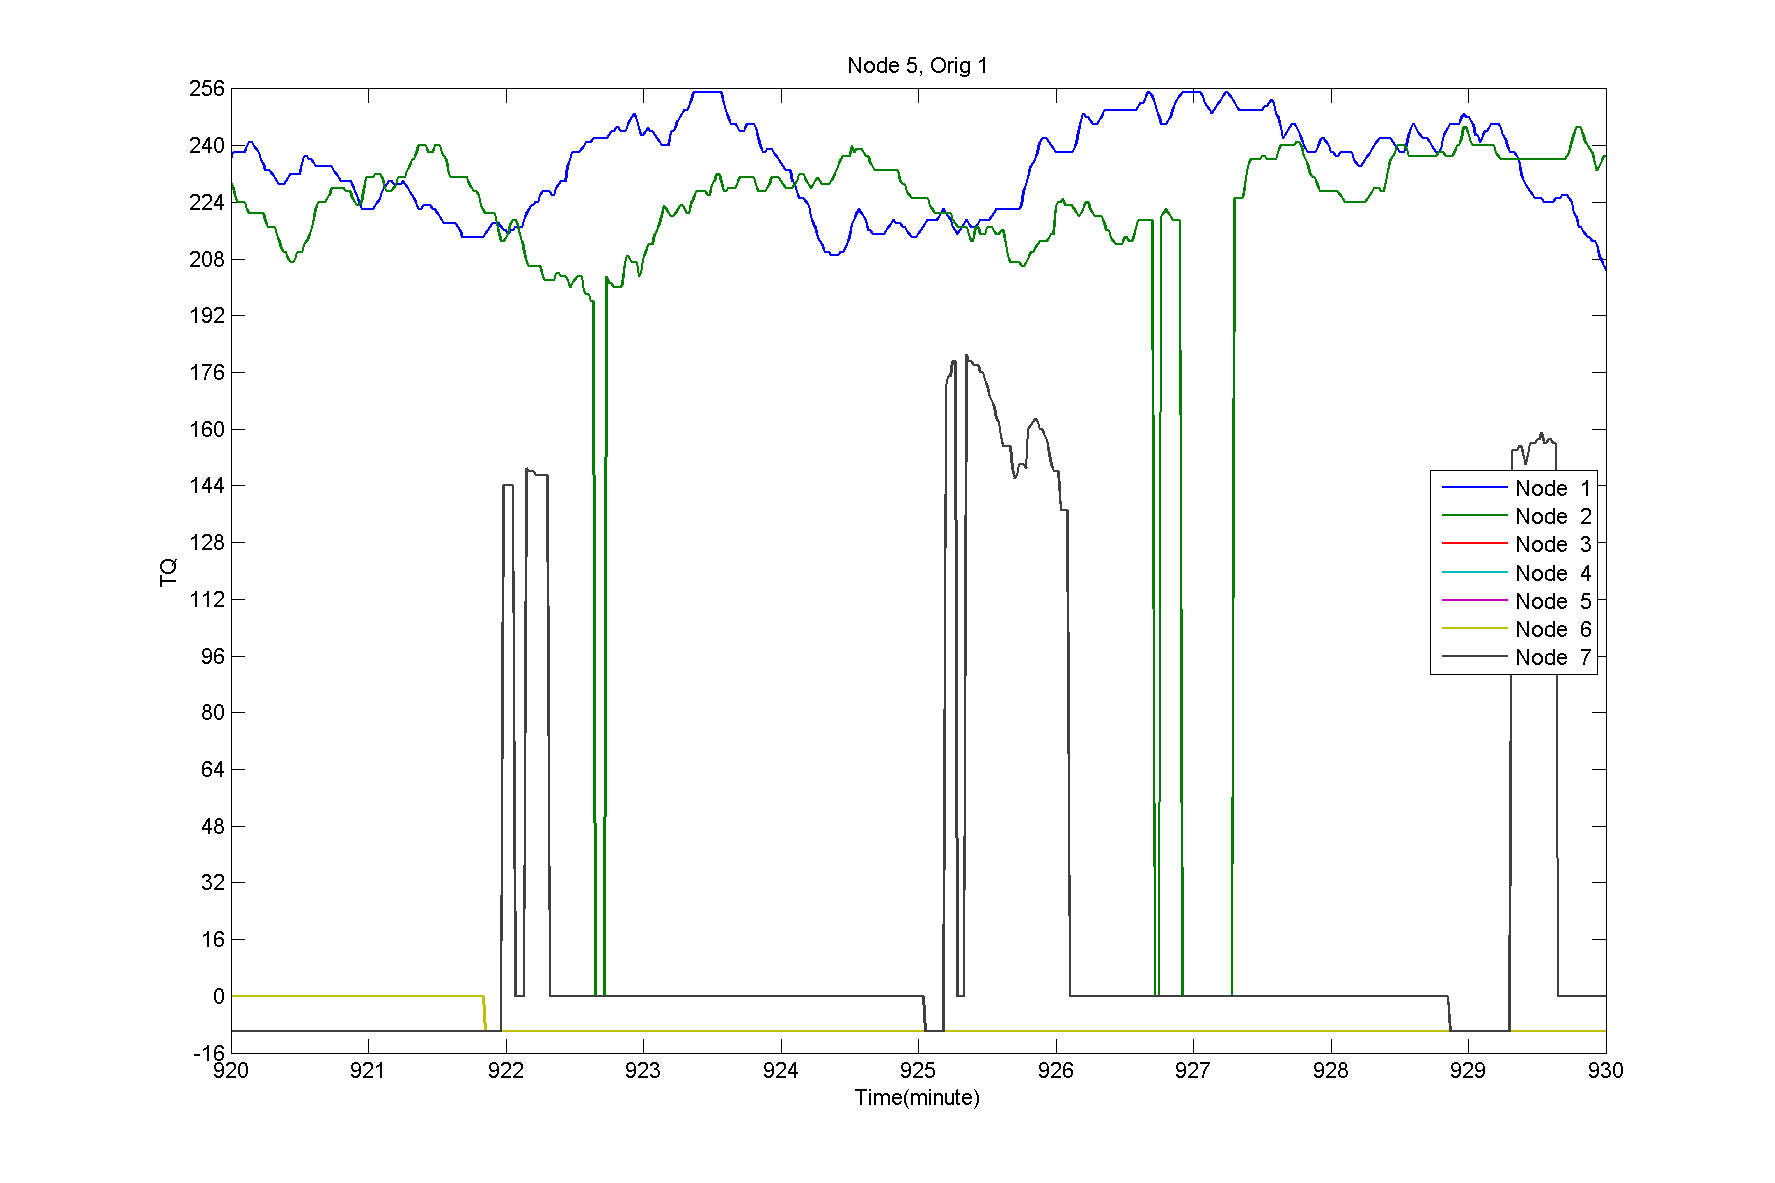 Node 5, Orig 1
256
240
224
208
192
176
160
144
128
112
96
80
64
48
32
16
0
-16
TQ
Node 1
Node 2
Node 3
Node 4
Node 5
Node 6
Node 7
920 921 922 923 924 925 926 927 928 929 930
Time(minute)